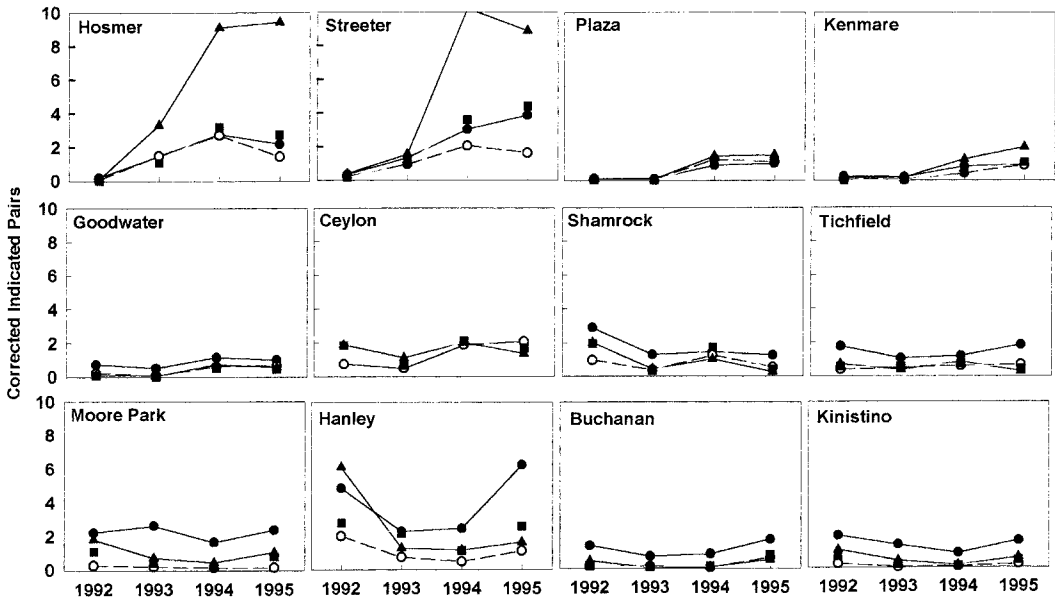 10
8
6
4
2
0
Hosmer
Streeter
Plaza
Kenmare
Corrected Indicated Pairs
10
8
6
4
2
0
Goodwater
Ceylon
Shamrock
Tichfield
10
8
6
4
2
0
Moore Park
Hanley
Buchanan
Kinistino
1992 1993 1994 1995 1992 1993 1994 1995 1992 1993 1994 1995 1992 1993 1994 1995